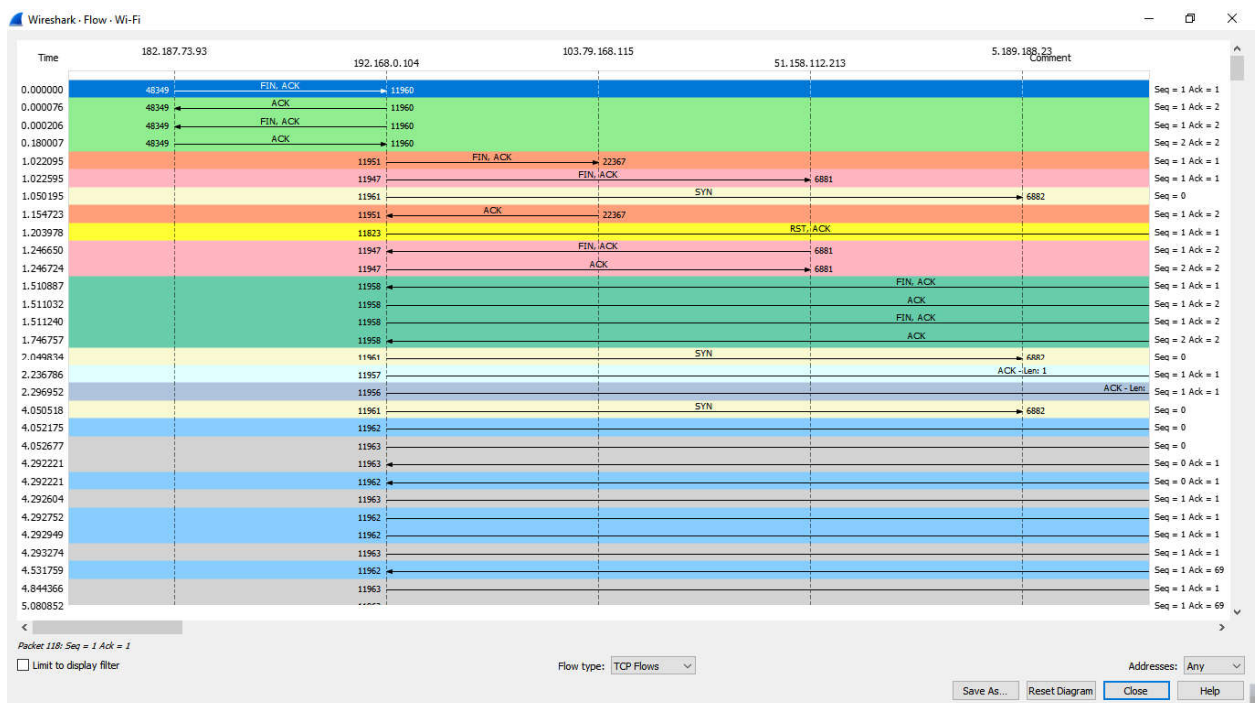 Wireshark · Flow · Wi-Fi
182.187.73.93 103.79.168.115 5.189.188.23
Time 192.168.0.104 51.158.112.213 Comment
0.000000 48349 FIN, ACK 11960 Seq = 1 Ack = 1
0.000076 48349 ACK 11960 Seq = 1 Ack = 2
0.000206 48349 FIN, ACK 11960 Seq = 1 Ack = 2
0.180007 48349 ACK 11960 Seq = 2 Ack = 2
1.022095 11951 FIN, ACK 22367 Seq = 1 Ack = 1
1.022595 11947 FIN, ACK 6881 Seq = 1 Ack = 1
1.050195 11961 SYN 6882 Seq = 0
1.154723 11951 ACK 22367 Seq = 1 Ack = 2
1.203978 11823 RST, ACK Seq = 1 Ack = 1
1.246650 11947 FIN, ACK 6881 Seq = 1 Ack = 2
1.246724 11947 ACK 6881 Seq = 2 Ack = 2
1.510887 11958 FIN, ACK Seq = 1 Ack = 1
1.511032 11958 ACK Seq = 1 Ack = 2
1.511240 11958 FIN, ACK Seq = 1 Ack = 2
1.746757 11958 ACK Seq = 2 Ack = 2
2.049834 11961 SYN 6882 Seq = 0
2.236786 11957 ACK - Len: 1 Seq = 1 Ack = 1
2.296952 11956 ACK - Len: Seq = 1 Ack = 1
4.050518 11961 SYN 6882 Seq = 0
4.052175 11962 Seq = 0
4.052677 11963 Seq = 0
4.292221 11963 Seq = 0 Ack = 1
4.292221 11962 Seq = 0 Ack = 1
4.292604 11963 Seq = 1 Ack = 1
4.292752 11962 Seq = 1 Ack = 1
4.292949 11962 Seq = 1 Ack = 1
4.293274 11963 Seq = 1 Ack = 1
4.531759 11962 Seq = 1 Ack = 69
4.844366 11963 Seq = 1 Ack = 1
5.080852 Seq = 1 Ack = 69
Packet 118: Seq = 1 Ack = 1
Limit to display filter Flow type: TCP Flows Addresses: Any
Save As... Reset Diagram Close Help